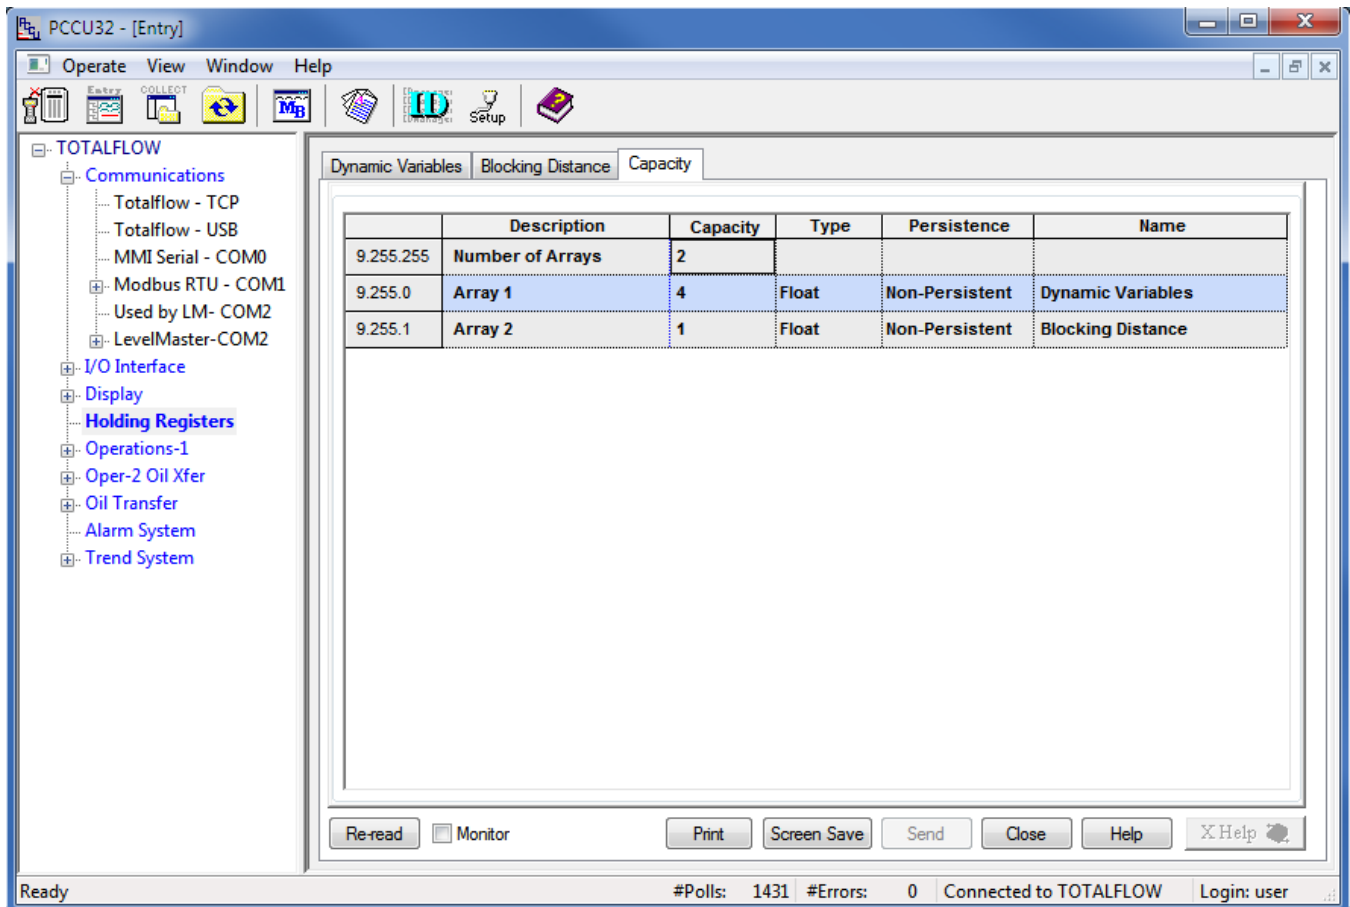 PCCU32 - [Entry]
Operate View Window Help
Entry
COLLECT
MB
ID
Setup
TOTALFLOW
Communications
Totalflow - TCP
Totalflow - USB
MMI Serial - COM0
Modbus RTU - COM1
Used by LM- COM2
LevelMaster-COM2
I/O Interface
Display
Holding Registers
Operations-1
Oper-2 Oil Xfer
Oil Transfer
Alarm System
Trend System
Dynamic Variables Blocking Distance Capacity
Description Capacity Type Persistence Name
9.255.255 Number of Arrays 2
9.255.0 Array 1 4 Float Non-Persistent Dynamic Variables
9.255.1 Array 2 1 Float Non-Persistent Blocking Distance
Re-read Monitor Print Screen Save Send Close Help X Help
Ready #Polls: 1431 #Errors: 0 Connected to TOTALFLOW Login: user